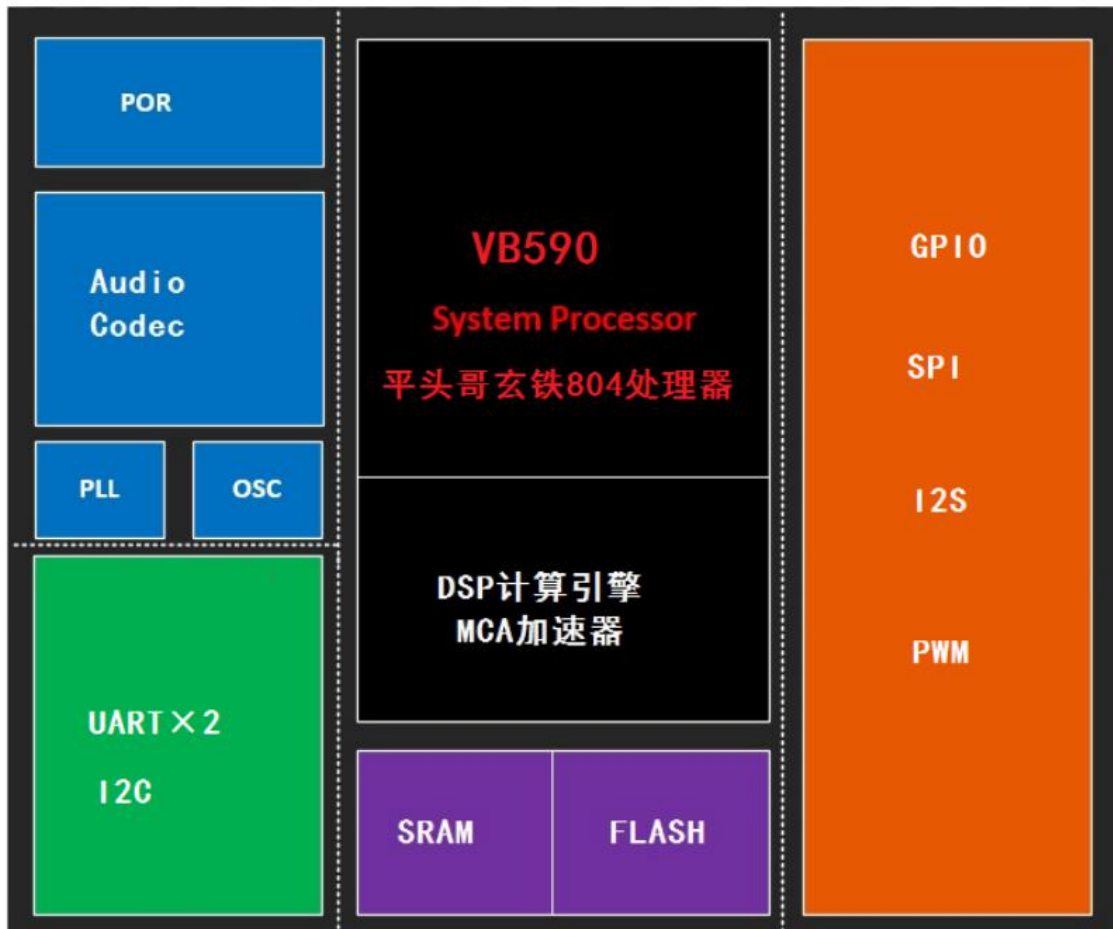 POR
Audio
Codec
PLL
OSC
UART×2
I2C
VB590
System Processor
平头哥玄铁804处理器
DSP计算引擎
MCA加速器
SRAM
FLASH
GPIO
SPI
I2S
PWM